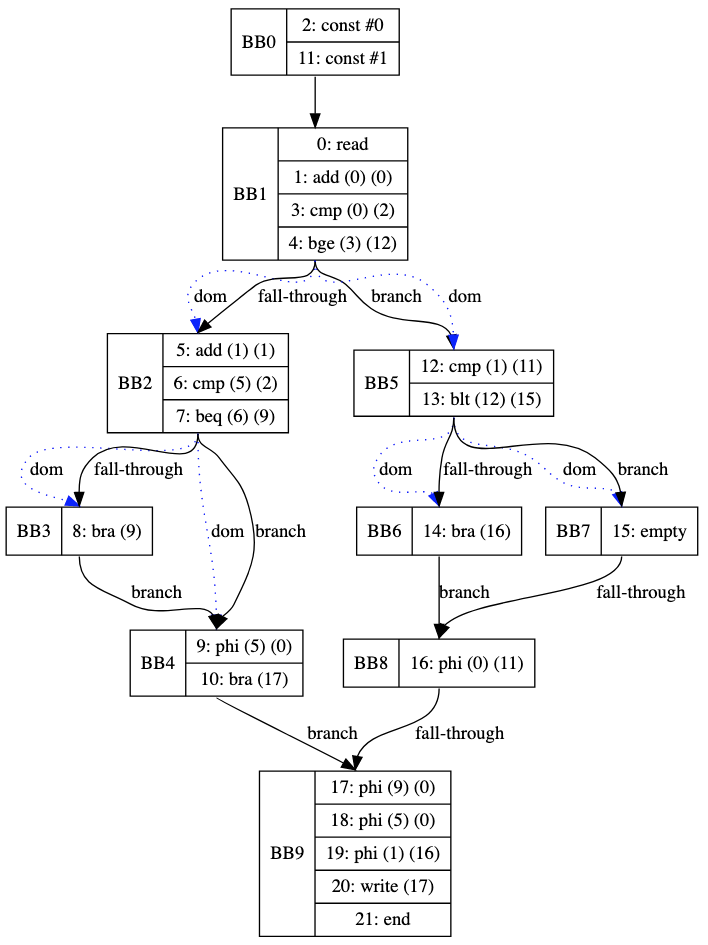 BB0
2: const #0
11: const #1
BB1
0: read
1: add (0) (0)
3: cmp (0) (2)
4: bge (3) (12)
dom
fall-through
branch
dom
BB2
5: add (1) (1)
6: cmp (5) (2)
7: beq (6) (9)
BB5
12: cmp (1) (11)
13: blt (12) (15)
dom
fall-through
dom
branch
dom
fall-through
dom
branch
BB3
8: bra (9)
BB6
14: bra (16)
BB7
15: empty
branch
branch
fall-through
BB4
9: phi (5) (0)
10: bra (17)
BB8
16: phi (0) (11)
branch
fall-through
BB9
17: phi (9) (0)
18: phi (5) (0)
19: phi (1) (16)
20: write (17)
21: end